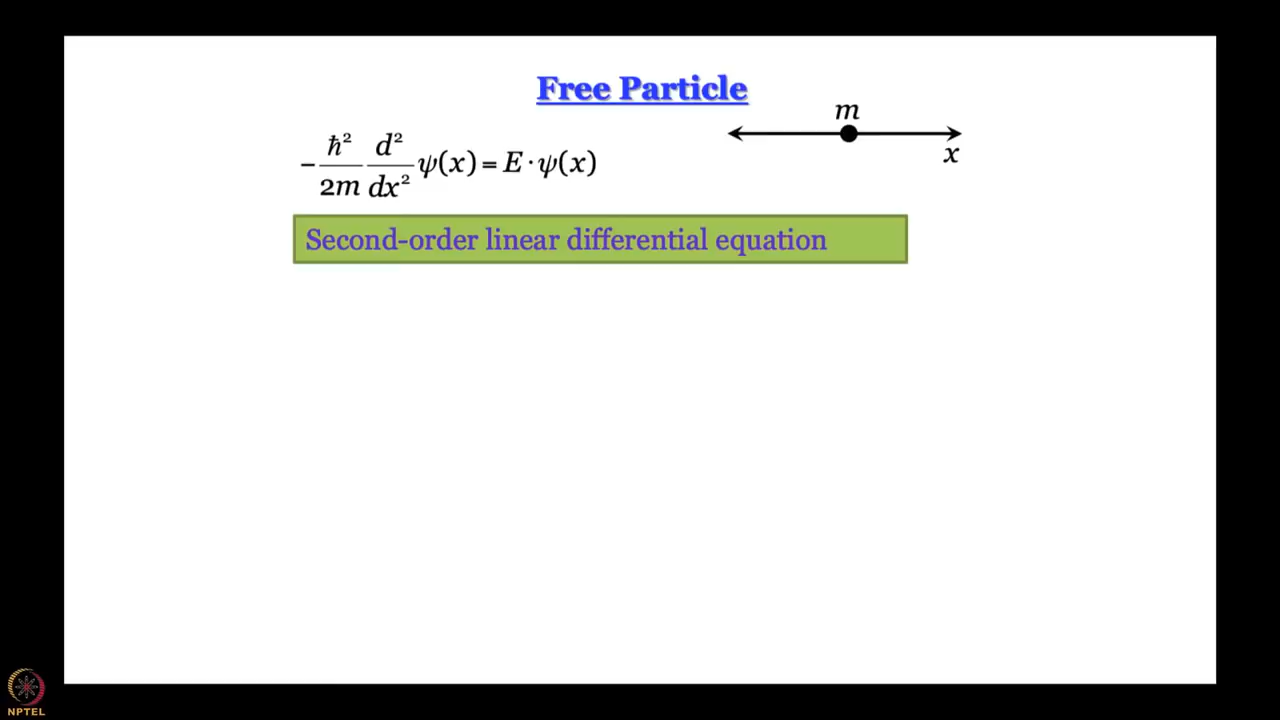 Free Particle
m
x
-ħ²/2m d²/dx² ψ(x) = E · ψ(x)
Second-order linear differential equation
NPTEL